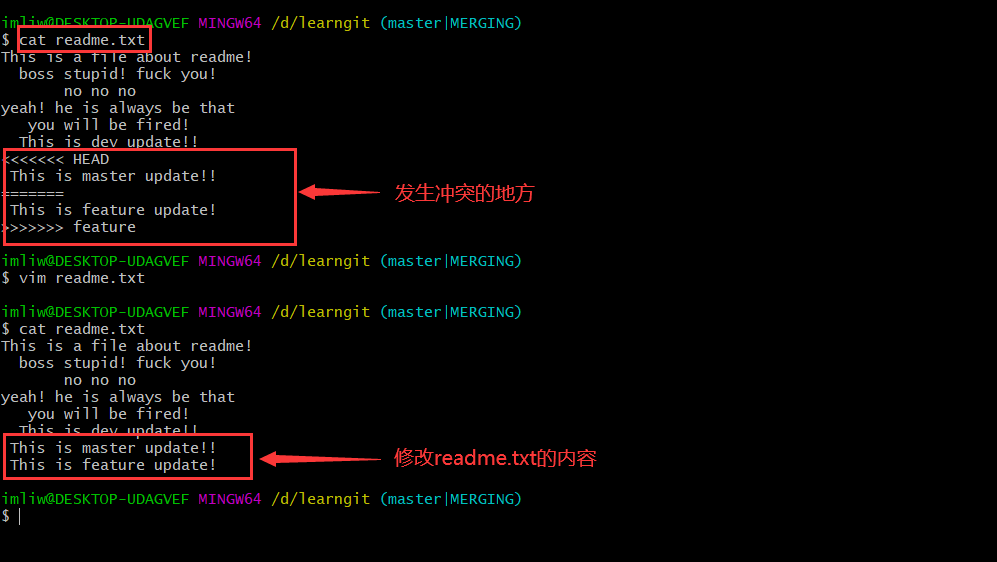 imliw@DESKTOP-UDAGVEF MINGW64 /d/learngit (master|MERGING)
$ cat readme.txt
This is a file about readme!
  boss stupid! fuck you!
       no no no
yeah! he is always be that
   you will be fired!
  This is dev update!!
<<<<<<< HEAD
 This is master update!!
=======
发生冲突的地方
 This is feature update!
>>>>>>> feature
imliw@DESKTOP-UDAGVEF MINGW64 /d/learngit (master|MERGING)
$ vim readme.txt
imliw@DESKTOP-UDAGVEF MINGW64 /d/learngit (master|MERGING)
$ cat readme.txt
This is a file about readme!
  boss stupid! fuck you!
       no no no
yeah! he is always be that
   you will be fired!
  This is dev update!!
 This is master update!!
修改readme.txt的内容
 This is feature update!
imliw@DESKTOP-UDAGVEF MINGW64 /d/learngit (master|MERGING)
$